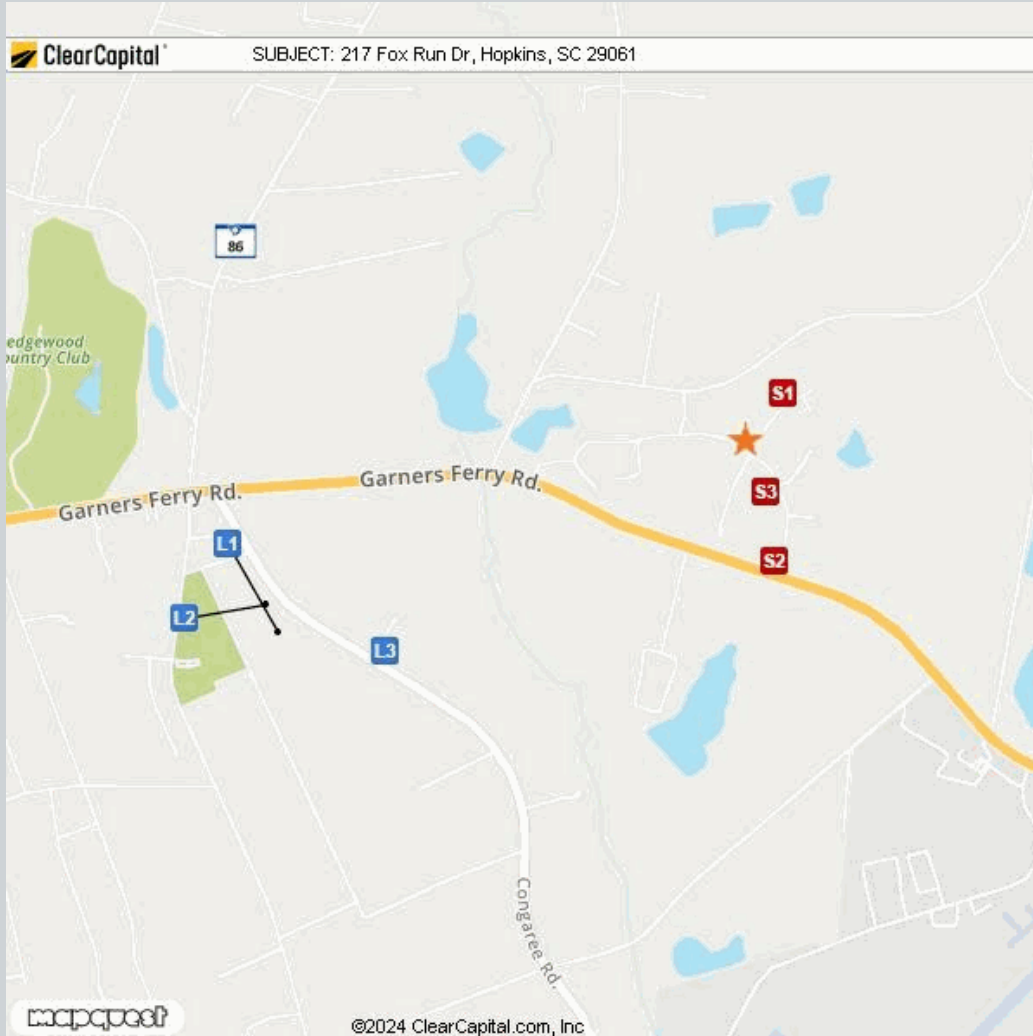 ClearCapital
SUBJECT: 217 Fox Run Dr, Hopkins, SC 29061
86
edgewood
ountry Club
S1
Garners Ferry Rd.
Garners Ferry Rd.
S3
L1
S2
L2
L3
Congaree Rd.
mapquest
©2024 ClearCapital.com, Inc